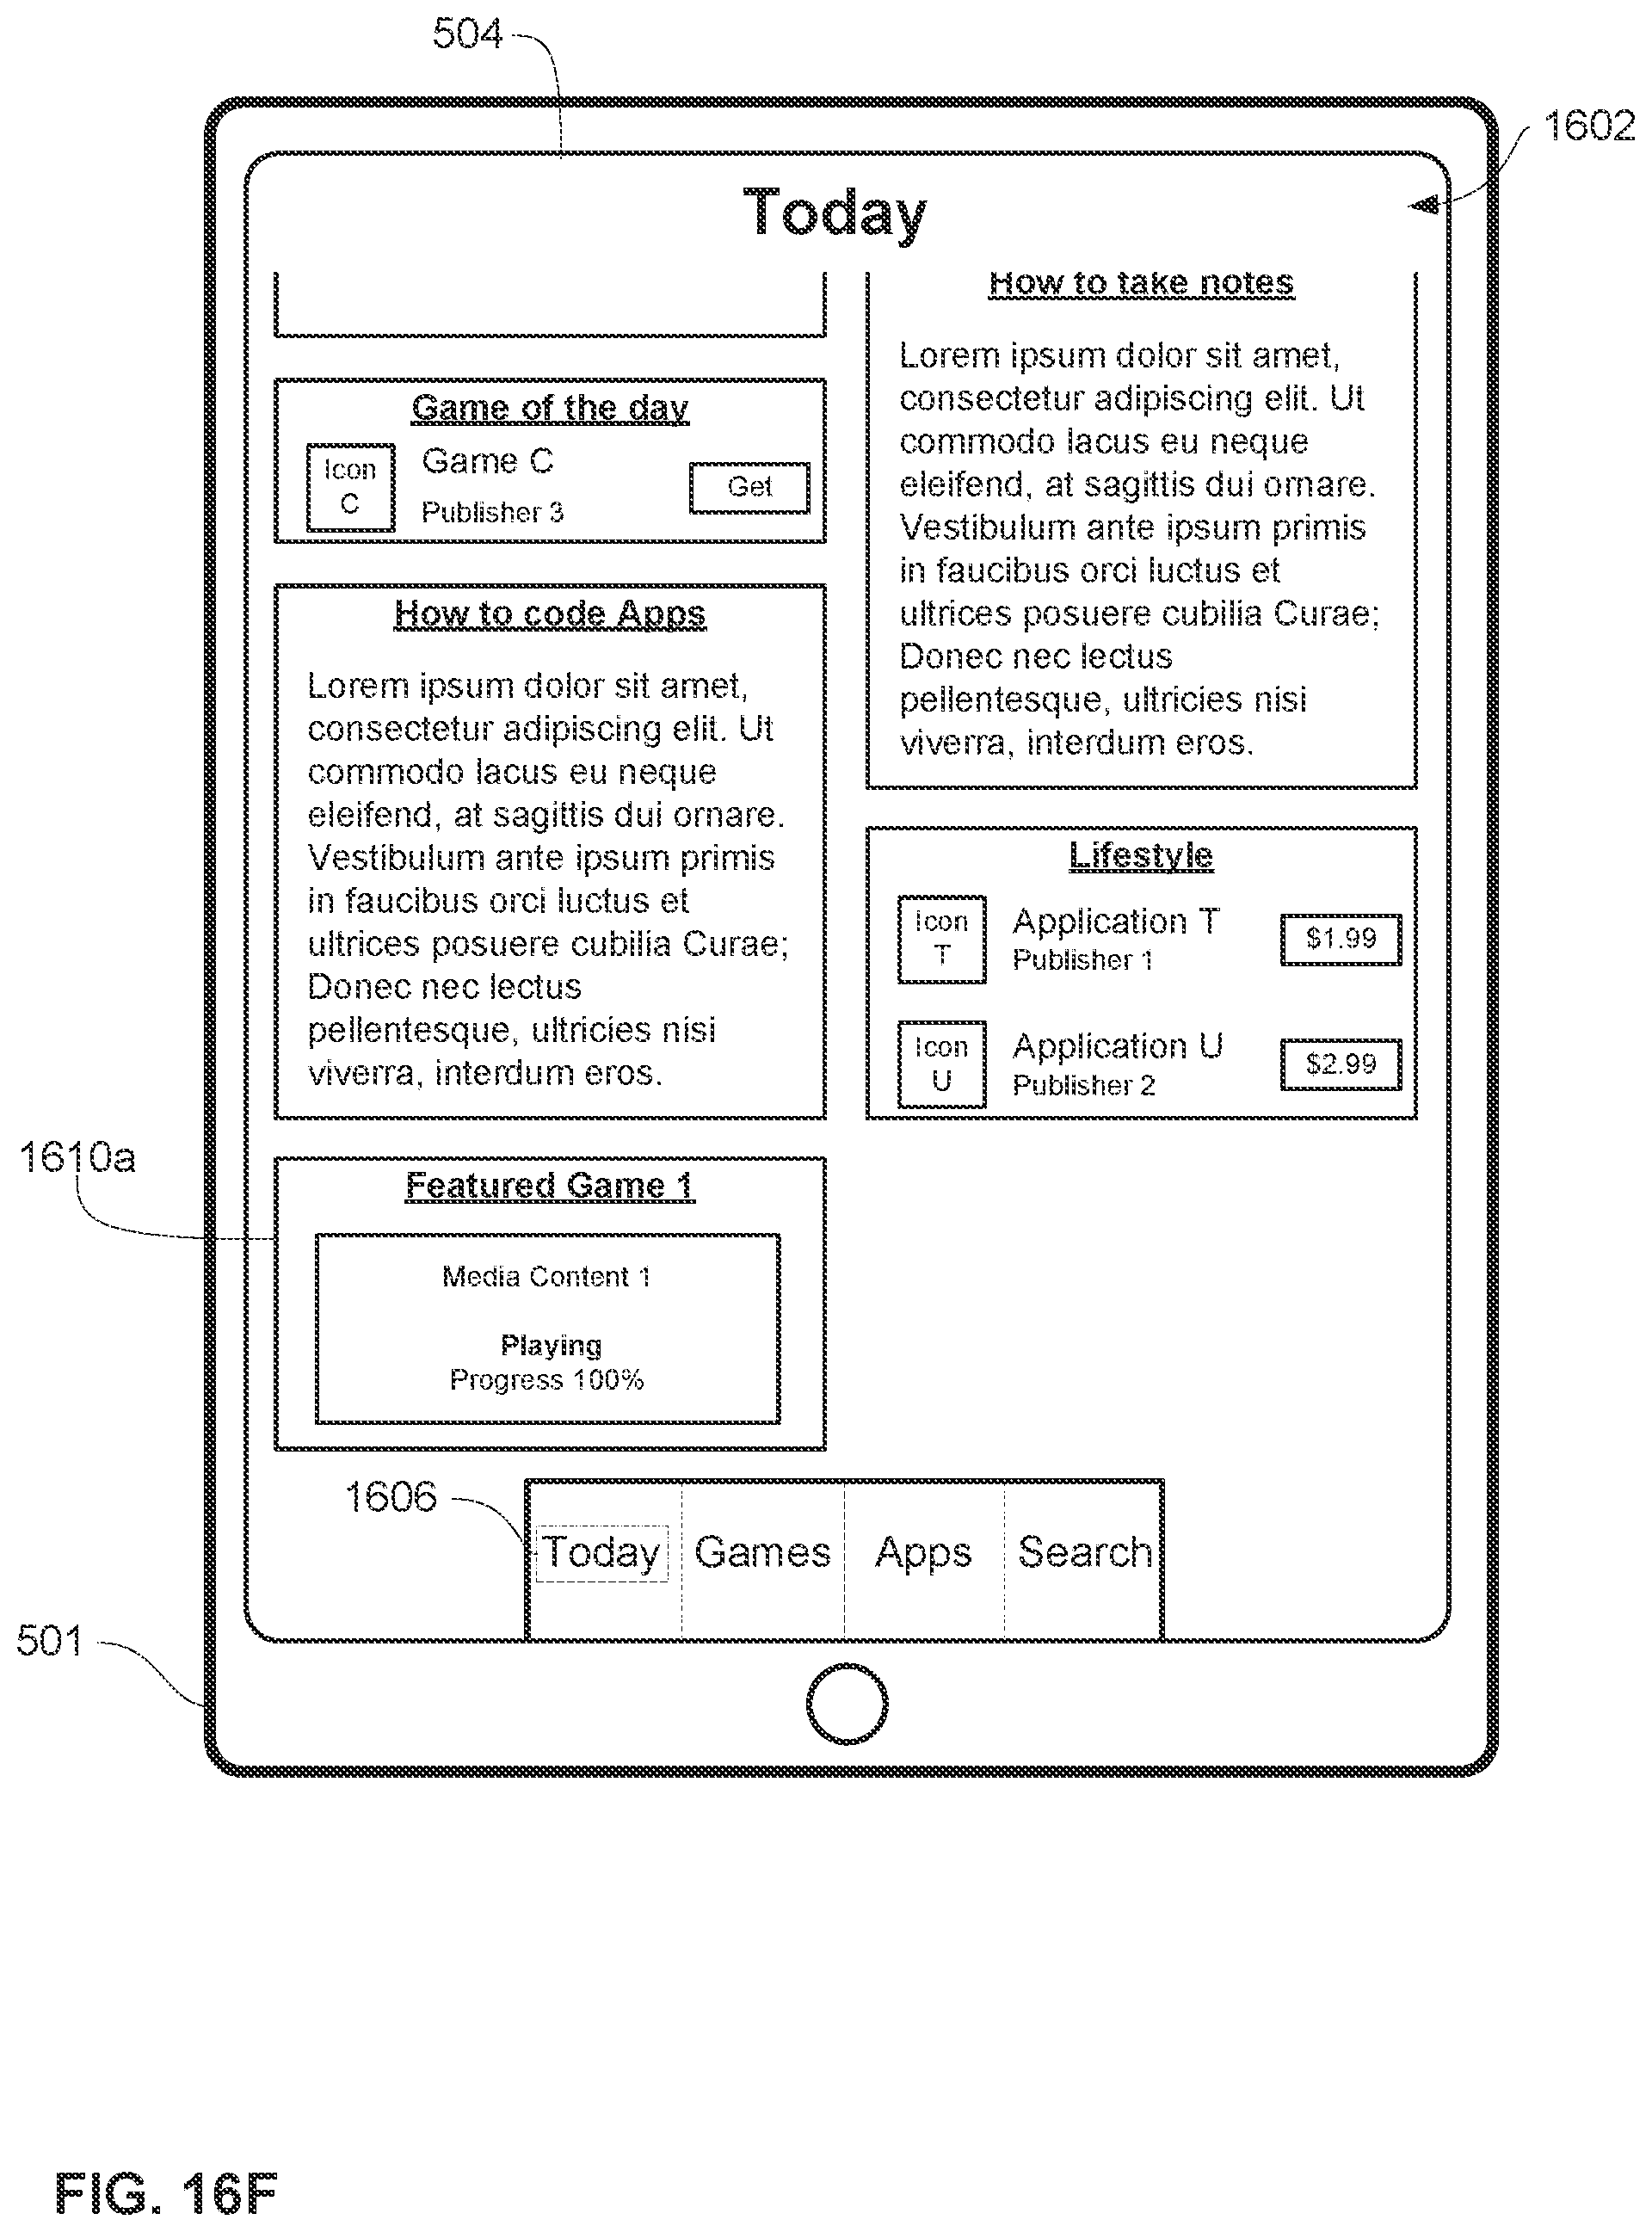 504
1602
Today
Game of the day
Icon C
Game C
Publisher 3
Get
How to code Apps
Lorem ipsum dolor sit amet,
consectetur adipiscing elit. Ut
commodo lacus eu neque
eleifend, at sagittis dui ornare.
Vestibulum ante ipsum primis
in faucibus orci luctus et
ultrices posuere cubilia Curae;
Donec nec lectus
pellentesque, ultricies nisi
viverra, interdum eros.
1610a
Featured Game 1
Media Content 1
Playing
Progress 100%
How to take notes
Lorem ipsum dolor sit amet,
consectetur adipiscing elit. Ut
commodo lacus eu neque
eleifend, at sagittis dui ornare.
Vestibulum ante ipsum primis
in faucibus orci luctus et
ultrices posuere cubilia Curae;
Donec nec lectus
pellentesque, ultricies nisi
viverra, interdum eros.
Lifestyle
Icon T
Application T
Publisher 1
$1.99
Icon U
Application U
Publisher 2
$2.99
1606
Today Games Apps Search
501
FIG. 16F